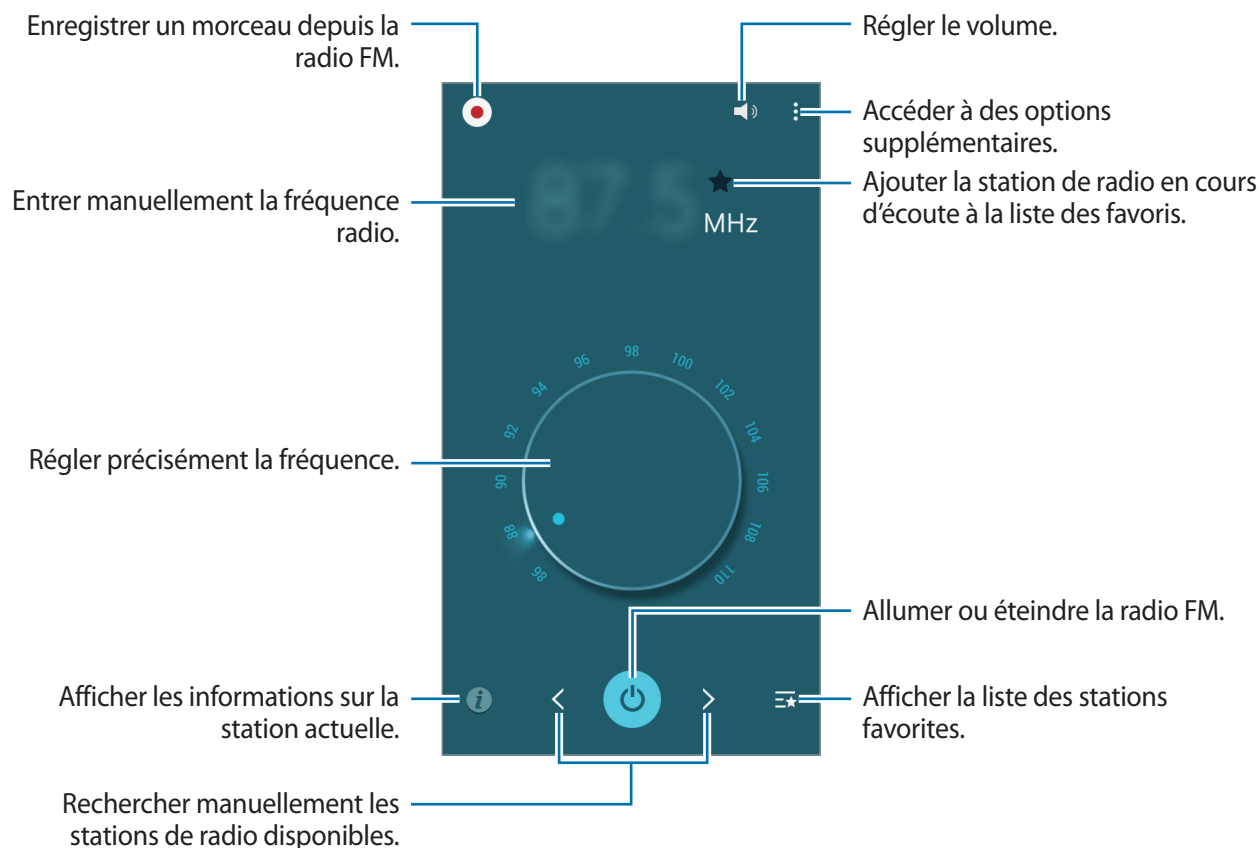 Enregistrer un morceau depuis la
radio FM.
Régler le volume.
Accéder à des options
supplémentaires.
Entrer manuellement la fréquence
radio.
87.5
MHz
Ajouter la station de radio en cours
d’écoute à la liste des favoris.
86
88
90
92
94
96
98
100
102
104
106
108
110
Régler précisément la fréquence.
Allumer ou éteindre la radio FM.
Afficher les informations sur la
station actuelle.
i
Afficher la liste des stations
favorites.
Rechercher manuellement les
stations de radio disponibles.